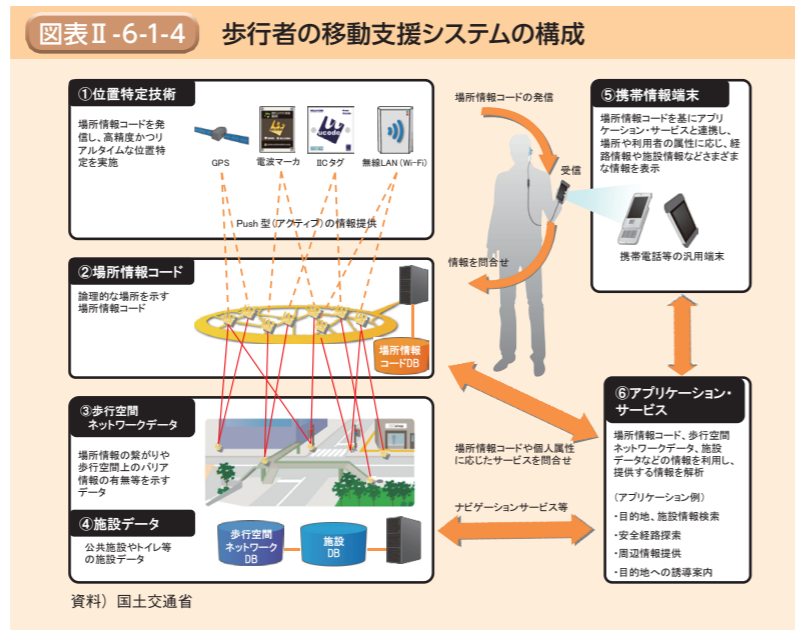 図表Ⅱ-6-1-4 歩行者の移動支援システムの構成
①位置特定技術
場所情報コードを発
信し、高精度かつリ
アルタイムな位置特
定を実施
GPS
電波マーカ
ICタグ
無線LAN(Wi-Fi)
ucode
Push型(アクティブ)の情報提供
②場所情報コード
論理的な場所を示す
場所情報コード
場所情報
コードDB
③歩行空間
ネットワークデータ
場所情報の繋がりや
歩行空間上のバリア
情報の有無等を示す
データ
④施設データ
公共施設やトイレ等
の施設データ
歩行空間
ネットワーク
DB
施設
DB
場所情報コードの発信
受信
情報を問合せ
場所情報コードや個人属性
に応じたサービスを問合せ
ナビゲーションサービス等
⑤携帯情報端末
場所情報コードを基にアプリ
ケーション・サービスと連携し、
場所や利用者の属性に応じ、経
路情報や施設情報などさまざま
な情報を表示
携帯電話等の汎用端末
⑥アプリケーション・
サービス
場所情報コード、歩行空間
ネットワークデータ、施設
データなどの情報を利用し、
提供する情報を解析
(アプリケーション例)
・目的地、施設情報検索
・安全経路探索
・周辺情報提供
・目的地への誘導案内
資料)国土交通省